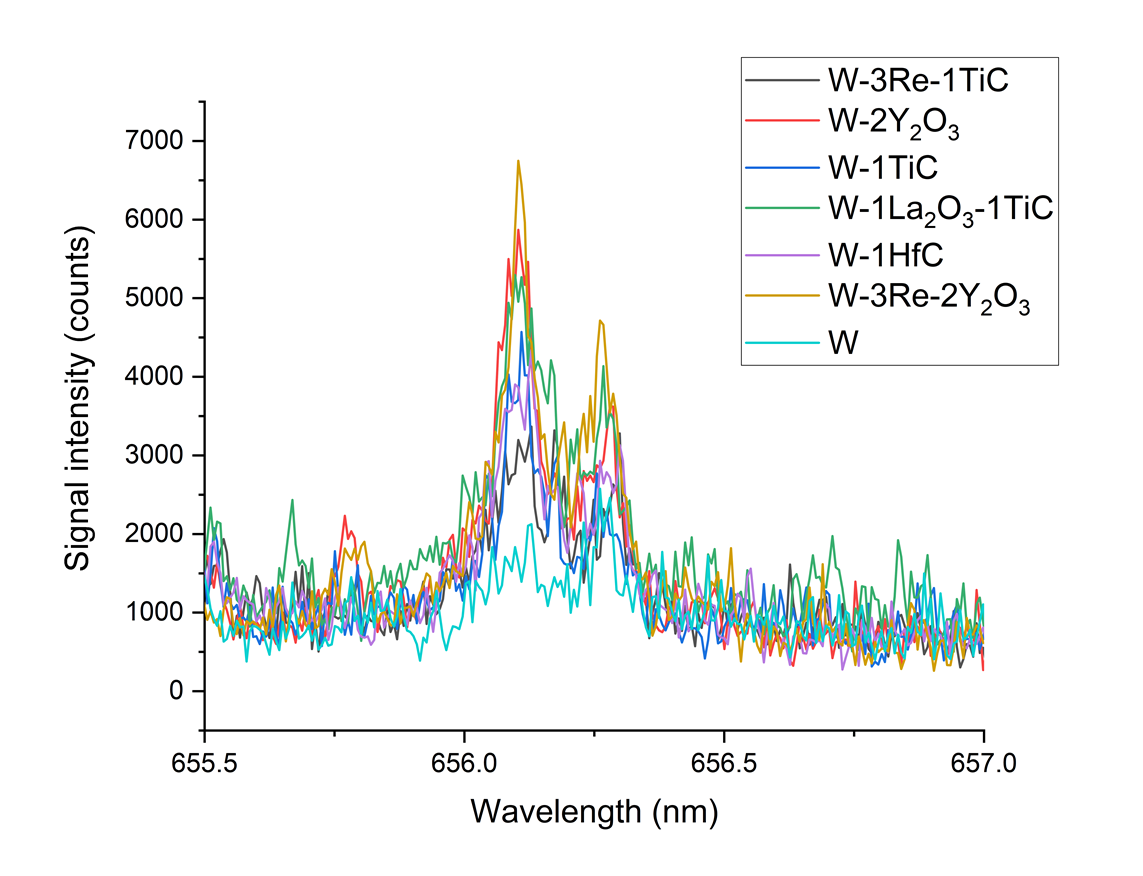 W-3Re-1TiC
W-2Y₂O₃
W-1TiC
W-1La₂O₃-1TiC
W-1HfC
W-3Re-2Y₂O₃
W
7000
6000
5000
4000
3000
2000
1000
0
Signal intensity (counts)
655.5 656.0 656.5 657.0
Wavelength (nm)